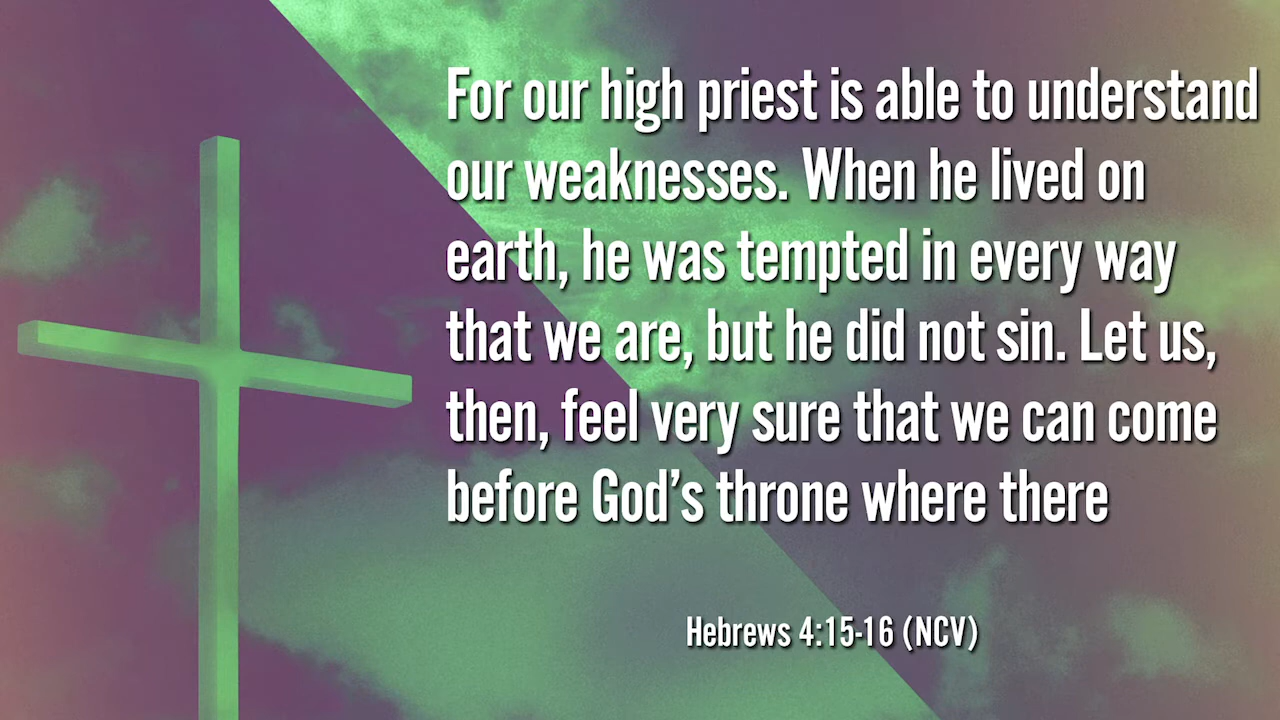 For our high priest is able to understand
our weaknesses. When he lived on
earth, he was tempted in every way
that we are, but he did not sin. Let us,
then, feel very sure that we can come
before God’s throne where there
Hebrews 4:15-16 (NCV)